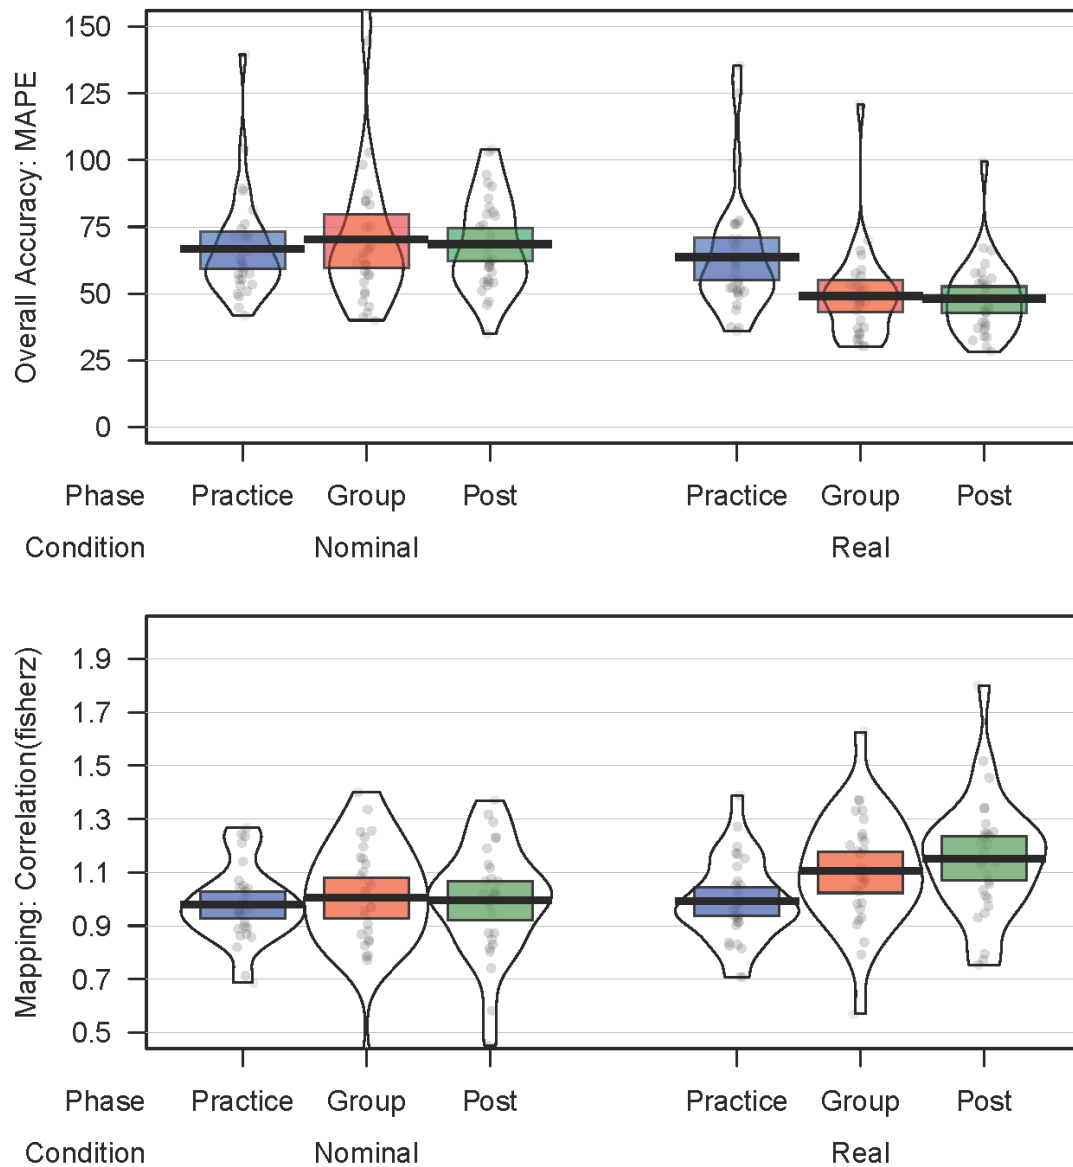 Overall Accuracy: MAPE
150
125
100
75
50
25
0
Phase Practice Group Post Practice Group Post
Condition Nominal Real
Mapping: Correlation(fisherz)
1.9
1.7
1.5
1.3
1.1
0.9
0.7
0.5
Phase Practice Group Post Practice Group Post
Condition Nominal Real